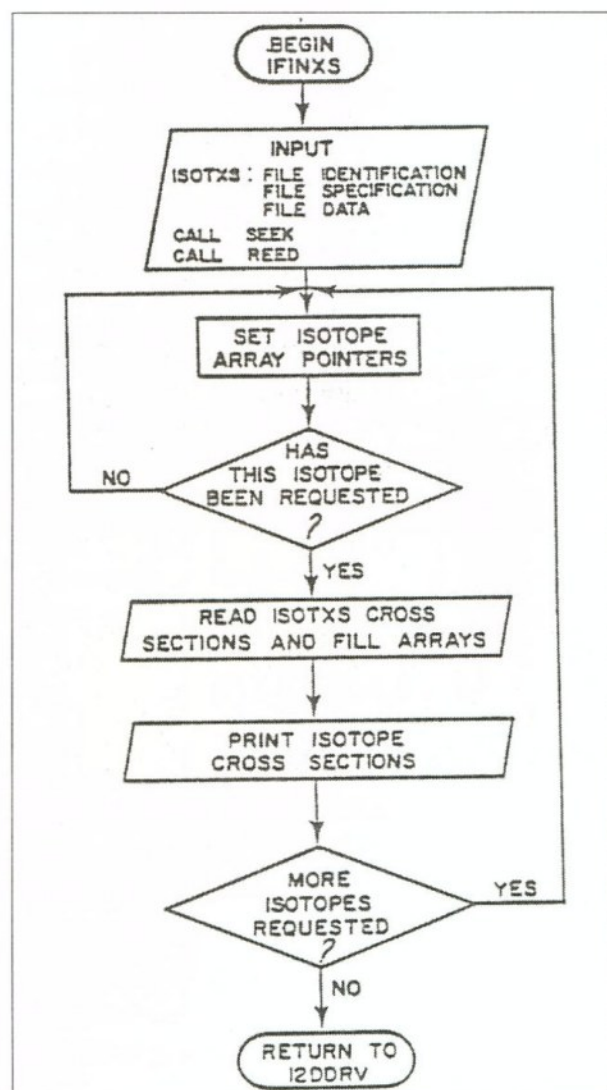 BEGIN
IFINXS
INPUT
ISOTXS: FILE IDENTIFICATION
FILE SPECIFICATION
FILE DATA
CALL SEEK
CALL REED
SET ISOTOPE
ARRAY POINTERS
HAS
THIS ISOTOPE
BEEN REQUESTED
?
NO
YES
READ ISOTXS CROSS
SECTIONS AND FILL ARRAYS
PRINT ISOTOPE
CROSS SECTIONS
MORE
ISOTOPES
REQUESTED
?
YES
NO
RETURN TO
I2DDRV